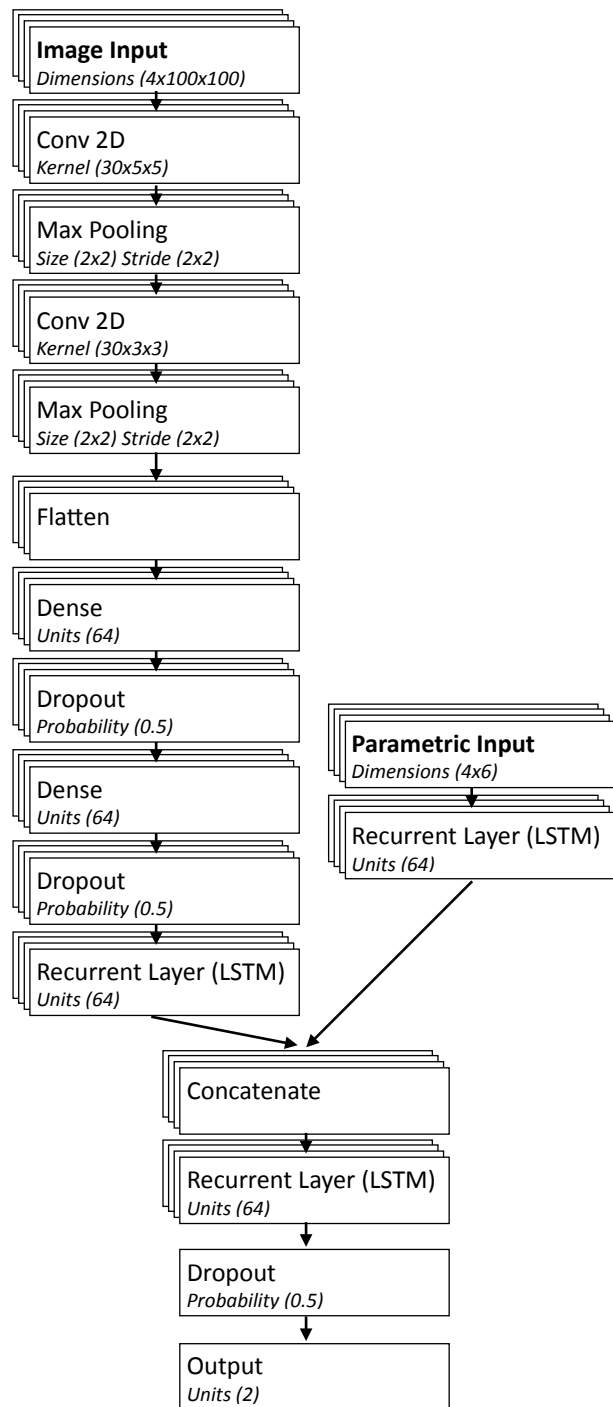 Image Input
Dimensions (4x100x100)
Conv 2D
Kernel (30x5x5)
Max Pooling
Size (2x2) Stride (2x2)
Conv 2D
Kernel (30x3x3)
Max Pooling
Size (2x2) Stride (2x2)
Flatten
Dense
Units (64)
Dropout
Probability (0.5)
Dense
Units (64)
Dropout
Probability (0.5)
Recurrent Layer (LSTM)
Units (64)
Parametric Input
Dimensions (4x6)
Recurrent Layer (LSTM)
Units (64)
Concatenate
Recurrent Layer (LSTM)
Units (64)
Dropout
Probability (0.5)
Output
Units (2)